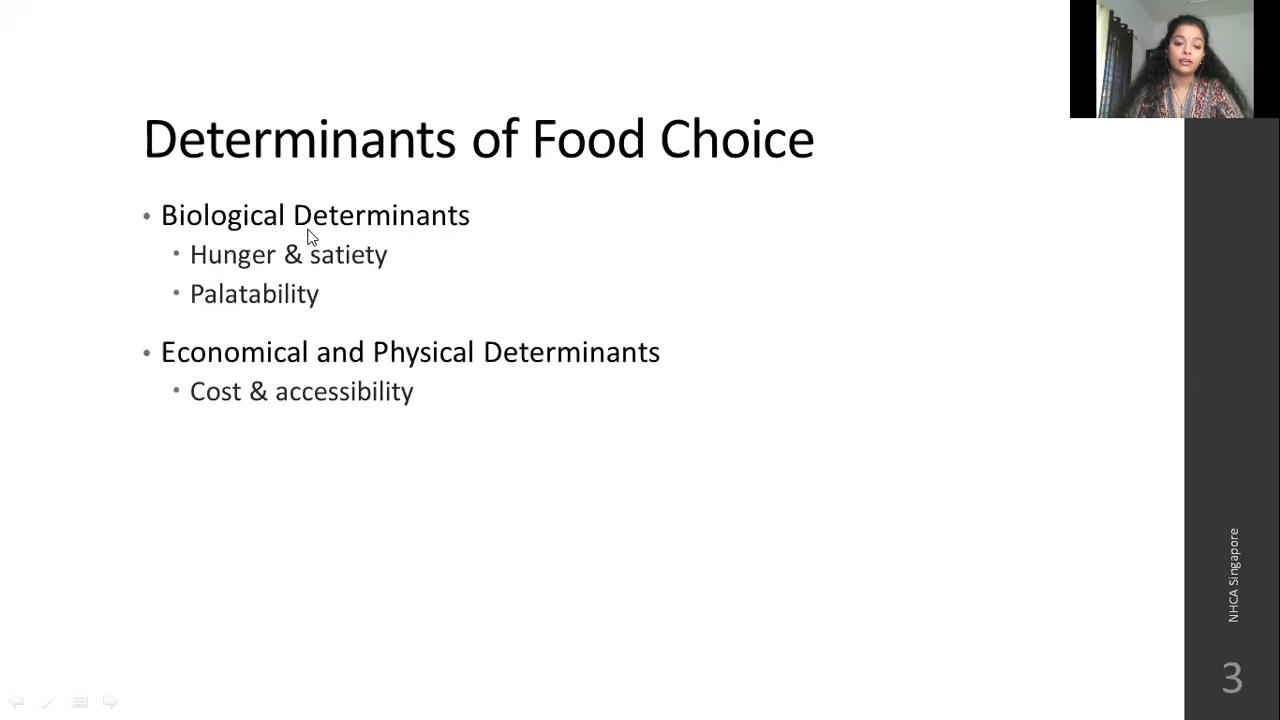 Determinants of Food Choice
• Biological Determinants
• Hunger & satiety
• Palatability
• Economical and Physical Determinants
• Cost & accessibility
NHCA Singapore
3